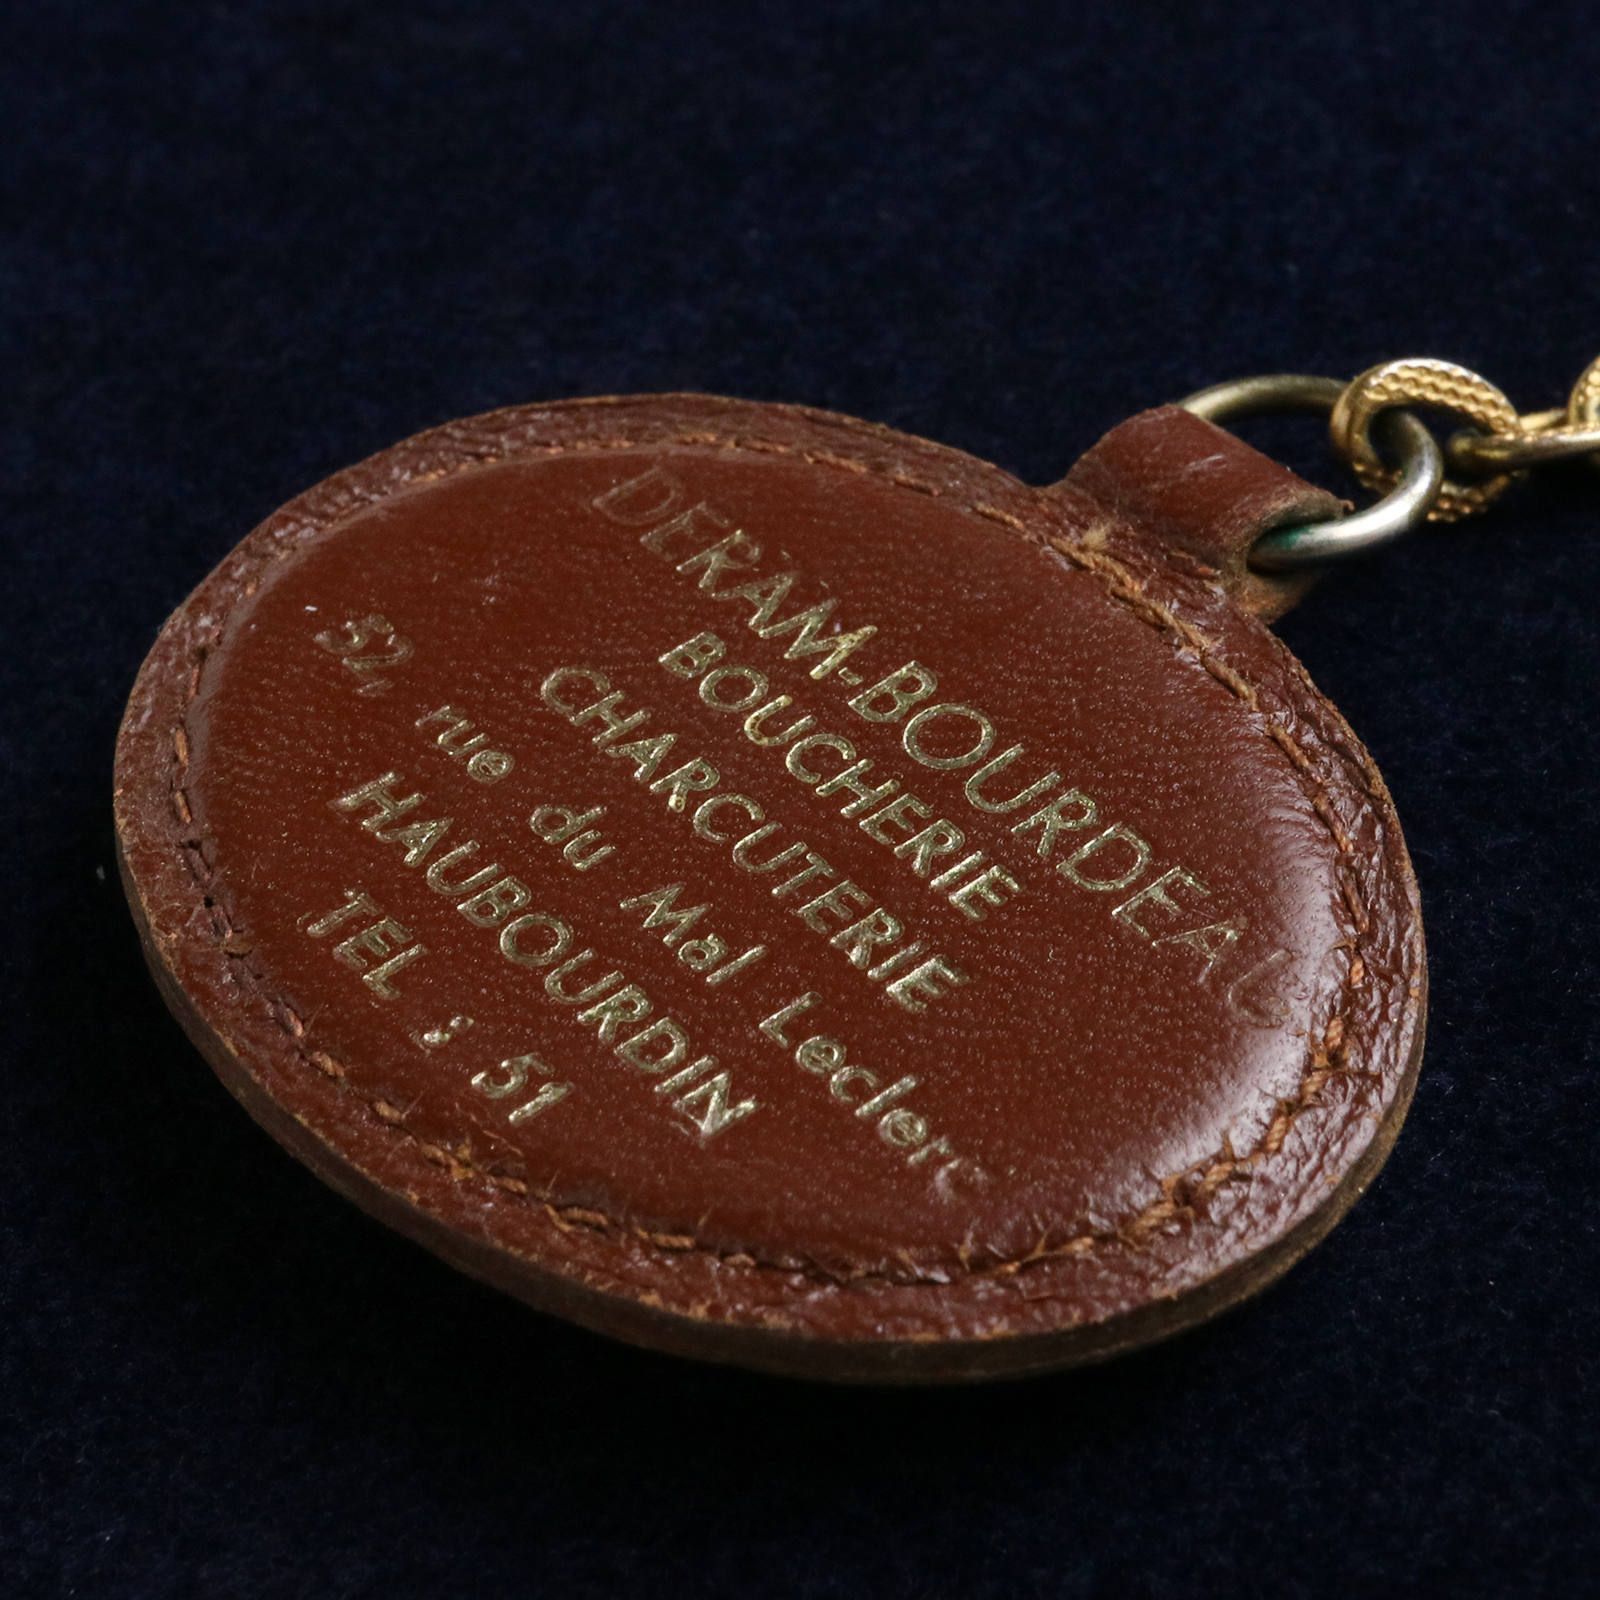 DERAM-BOURDEAU
BOUCHERIE
CHARCUTERIE
52, rue du Mal Leclerc
HAUBOURDIN
TEL : 51